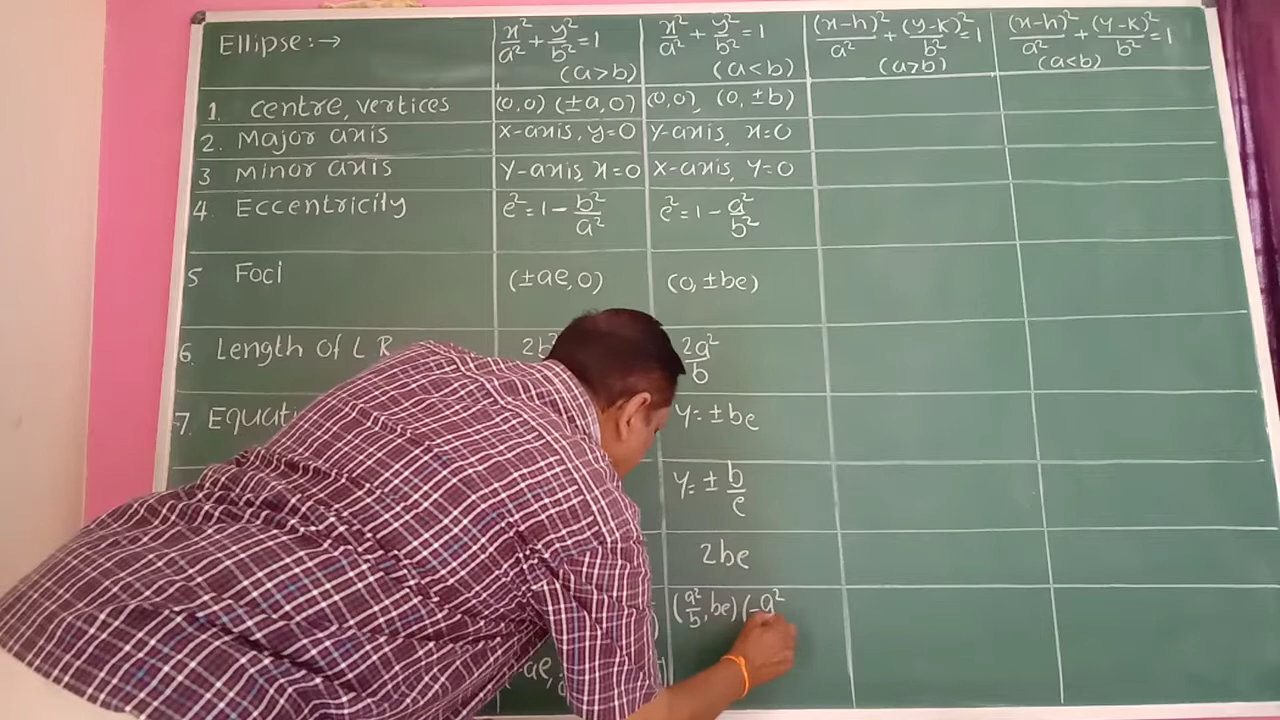 Ellipse:→ x²/a² + y²/b² = 1 (a>b) x²/a² + y²/b² = 1 (a<b) (x-h)²/a² + (y-k)²/b² = 1 (a>b) (x-h)²/a² + (y-k)²/b² = 1 (a<b)
1. centre, vertices (0,0) (±a,0) (0,0), (0,±b)
2. Major axis x-axis, y=0 y-axis, x=0
3 minor axis y-axis, x=0 x-axis, y=0
4. Eccentricity e²=1-b²/a² e²=1-a²/b²
5 Foci (±ae,0) (0,±be)
6. Length of LR 2b² 2a²/b
7. y=±be
y=±b/e
2be
(a²/b, be) (-a²